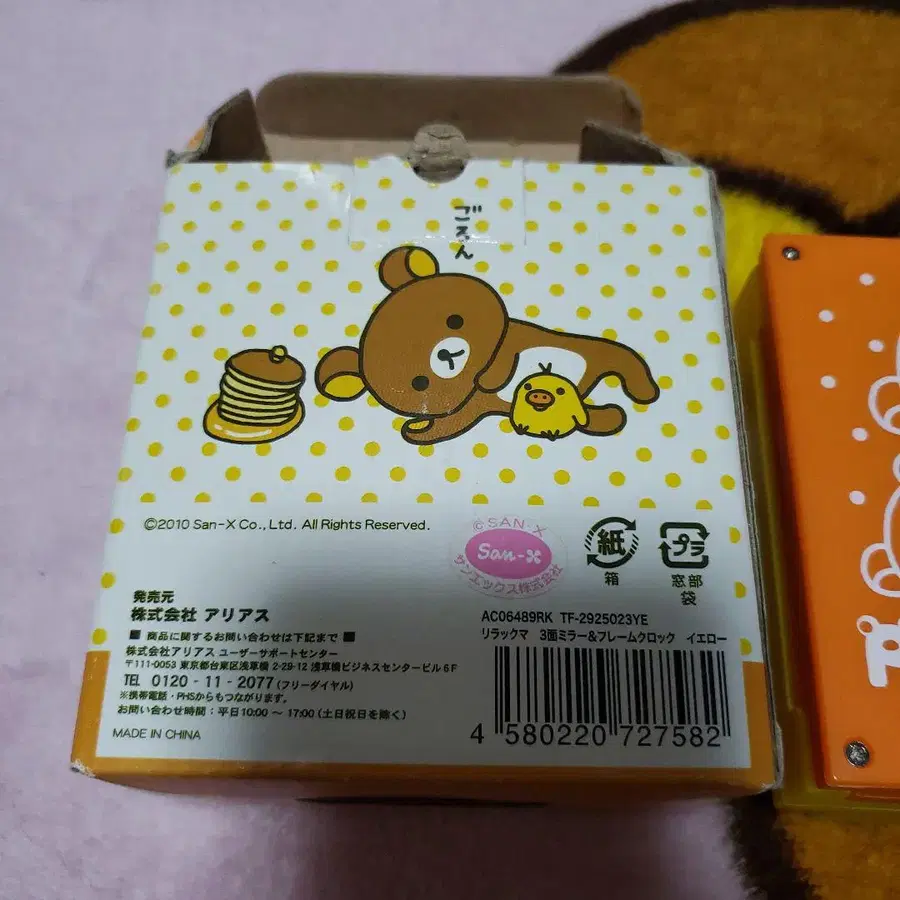 ごろん
©2010 San-X Co., Ltd. All Rights Reserved.
© SAN-X
San-x
サンエックス株式会社
紙
箱
プラ
窓部
袋
発売元
株式会社 アリアス
■ 商品に関するお問い合わせは下記まで ■
株式会社アリアス ユーザーサポートセンター
〒111-0053 東京都台東区浅草橋 2-29-12 浅草橋ビジネスセンタービル6F
TEL 0120-11-2077 (フリーダイヤル)
※携帯電話・PHSからもつながります。
お問い合わせ時間:平日10:00~17:00 (土日祝日を除く)
MADE IN CHINA
AC06489RK TF-2925023YE
リラックマ 3面ミラー&フレームクロック イエロー
4 580220 727582